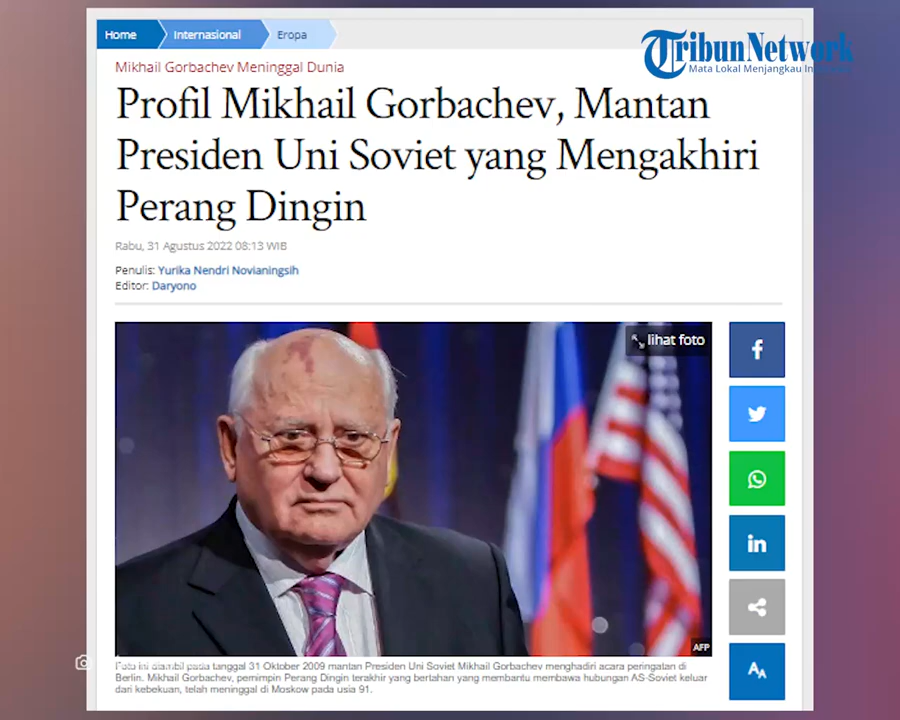 Home Internasional Eropa
TribunNetwork
Mata Lokal Menjangkau
Mikhail Gorbachev Meninggal Dunia
Profil Mikhail Gorbachev, Mantan
Presiden Uni Soviet yang Mengakhiri
Perang Dingin
Rabu, 31 Agustus 2022 08:13 WIB
Penulis: Yurika Nendri Novianingsih
Editor: Daryono
lihat foto
f
in
AFP
AA
Foto ini diambil pada tanggal 31 Oktober 2009 mantan Presiden Uni Soviet Mikhail Gorbachev menghadiri acara peringatan di
Berlin. Mikhail Gorbachev, pemimpin Perang Dingin terakhir yang bertahan yang membantu membawa hubungan AS-Soviet keluar
dari kebekuan, telah meninggal di Moskow pada usia 91.